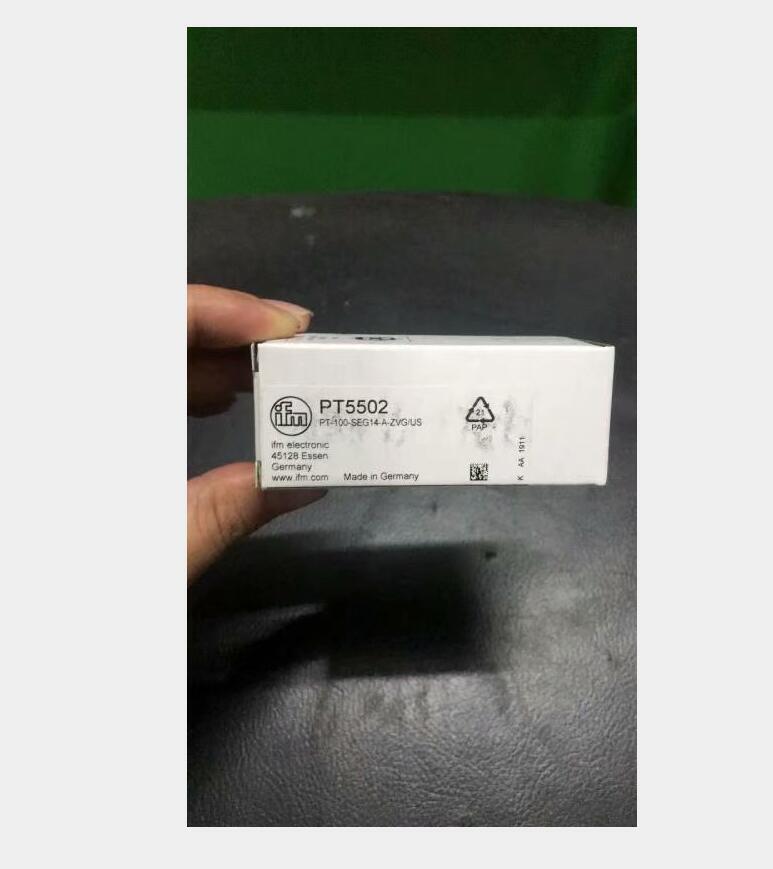 ifm
PT5502
PT-100-SEG14-A-ZVG/US
ifm electronic
45128 Essen
Germany
www.ifm.com Made in Germany
21
PAP
K AA 1911